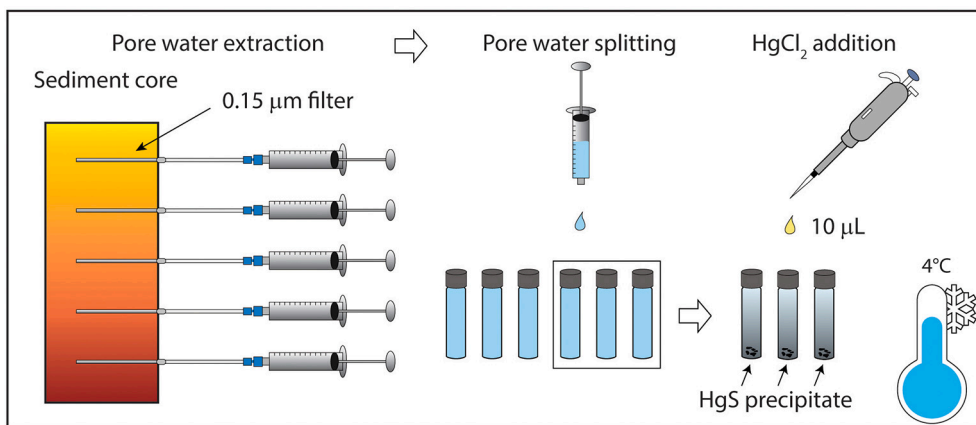 Pore water extraction
Pore water splitting
HgCl₂ addition
Sediment core
0.15 µm filter
10 µL
4°C
HgS precipitate